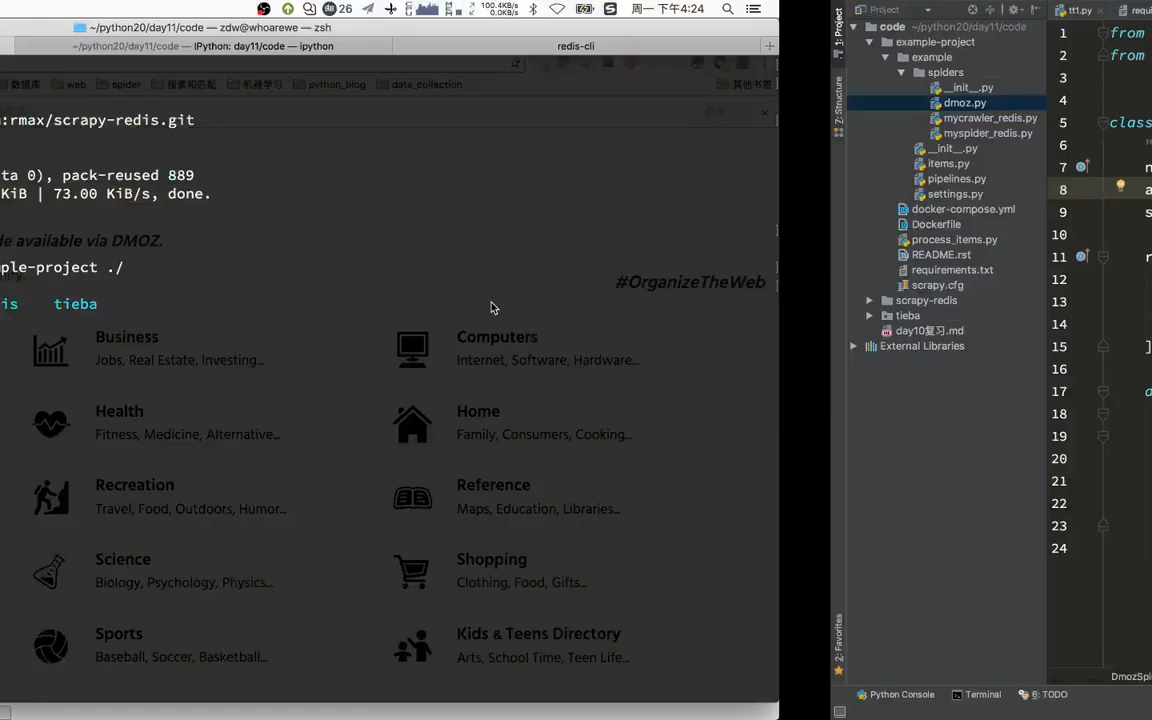 26
100.4KB/s
0.0KB/s
周一 下午4:24
~/python20/day11/code — zdw@whoarewe — zsh
~/python20/day11/code — IPython: day11/code — ipython
redis-cli
数据库
web
spider
搜索和匹配
机器学习
python_blog
data_collection
其他书签
:rmax/scrapy-redis.git
ta 0), pack-reused 889
KiB | 73.00 KiB/s, done.
de available via DMOZ.
ple-project ./
#OrganizeTheWeb
is tieba
Business
Jobs, Real Estate, Investing...
Computers
Internet, Software, Hardware...
Health
Fitness, Medicine, Alternative...
Home
Family, Consumers, Cooking...
Recreation
Travel, Food, Outdoors, Humor...
Reference
Maps, Education, Libraries...
Science
Biology, Psychology, Physics...
Shopping
Clothing, Food, Gifts...
Sports
Baseball, Soccer, Basketball...
Kids & Teens Directory
Arts, School Time, Teen Life...
1: Project
7: Structure
2: Favorites
Project
code ~/python20/day11/code
example-project
example
spiders
__init__.py
dmoz.py
mycrawler_redis.py
myspider_redis.py
__init__.py
items.py
pipelines.py
settings.py
docker-compose.yml
Dockerfile
process_items.py
README.rst
requirements.txt
scrapy.cfg
scrapy-redis
tieba
day10复习.md
External Libraries
tt1.py
requi
1 from
2 from
3
4
5 class
6
7 n
8 a
9 s
10
11 r
12
13
14
15 ]
16
17 d
18
19
20
21
22
23
24
DmozSpi
Python Console
Terminal
6: TODO